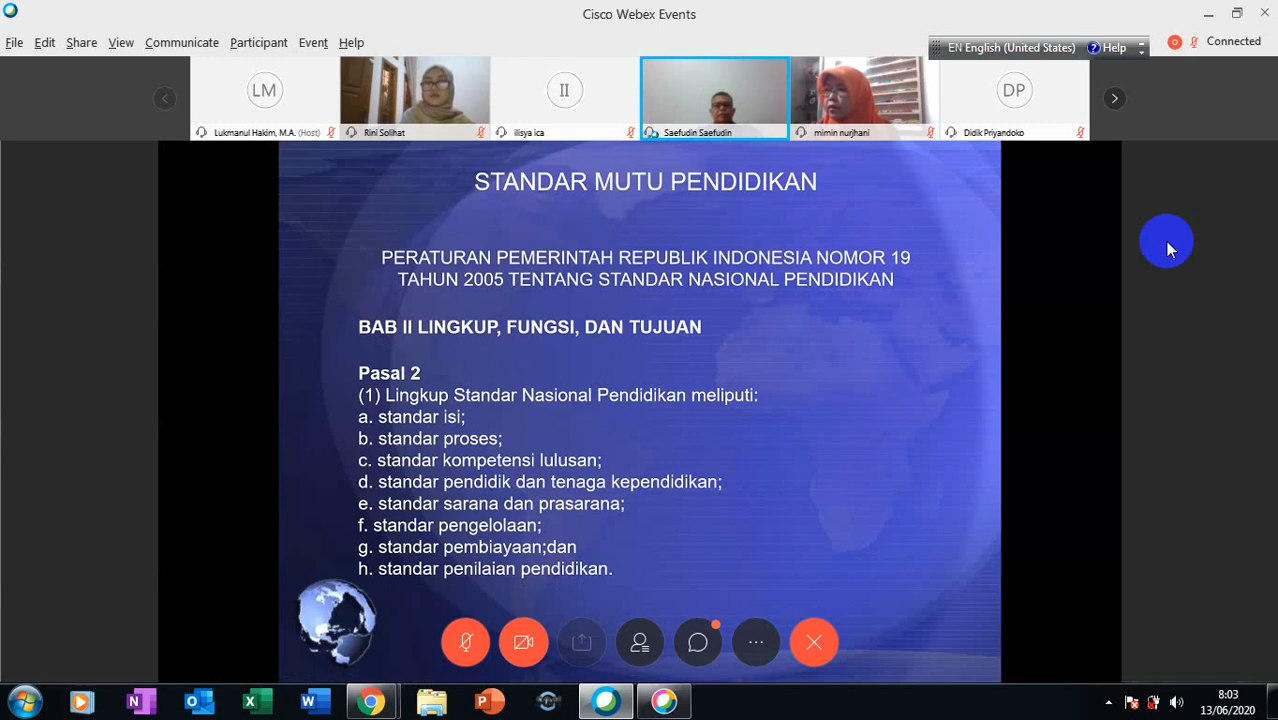 Cisco Webex Events
File Edit Share View Communicate Participant Event Help
EN English (United States) Help
Connected
LM
II
DP
Lukmanul Hakim, M.A. (Host)
Rini Solihat
ilisya ica
Saefudin Saefudin
mimin nurjhani
Didik Priyandoko
STANDAR MUTU PENDIDIKAN
PERATURAN PEMERINTAH REPUBLIK INDONESIA NOMOR 19
TAHUN 2005 TENTANG STANDAR NASIONAL PENDIDIKAN
BAB II LINGKUP, FUNGSI, DAN TUJUAN
Pasal 2
(1) Lingkup Standar Nasional Pendidikan meliputi:
a. standar isi;
b. standar proses;
c. standar kompetensi lulusan;
d. standar pendidik dan tenaga kependidikan;
e. standar sarana dan prasarana;
f. standar pengelolaan;
g. standar pembiayaan;dan
h. standar penilaian pendidikan.
8:03
13/06/2020